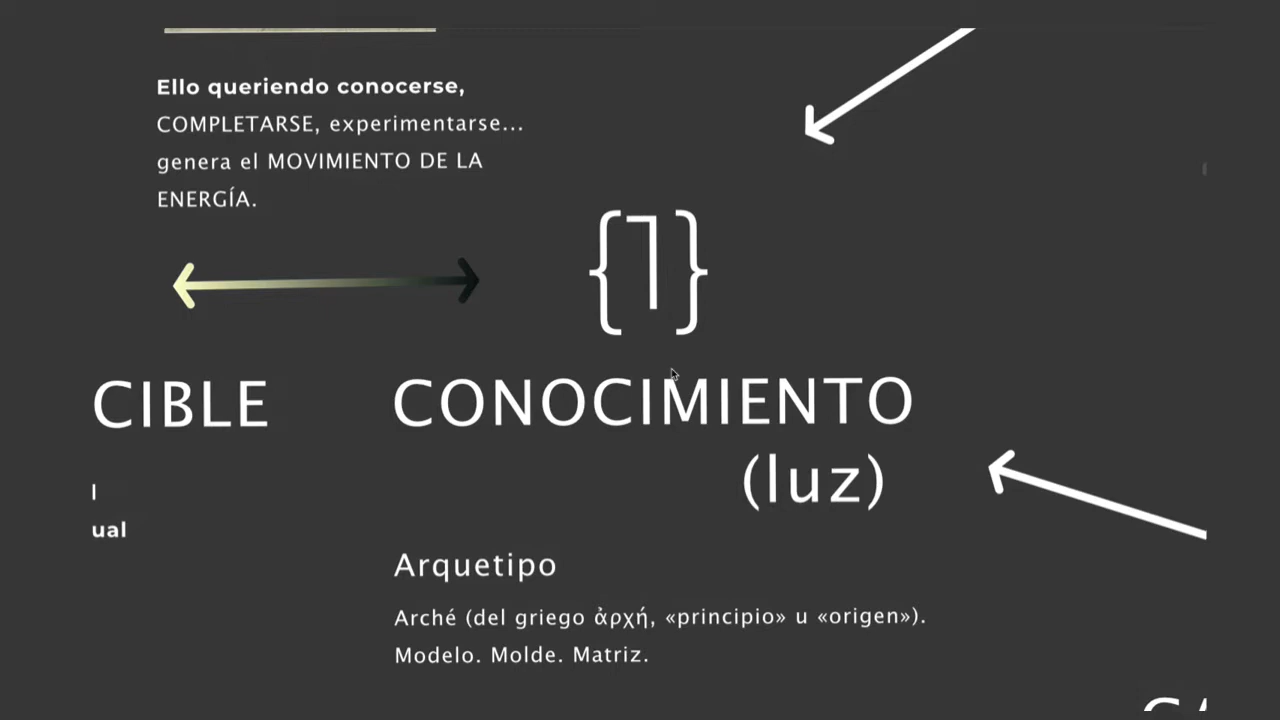 Ello queriendo conocerse,
COMPLETARSE, experimentarse...
genera el MOVIMIENTO DE LA
ENERGÍA.
CIBLE
CONOCIMIENTO
(luz)
l
ual
Arquetipo
Arché (del griego ἀρχή, «principio» u «origen»).
Modelo. Molde. Matriz.